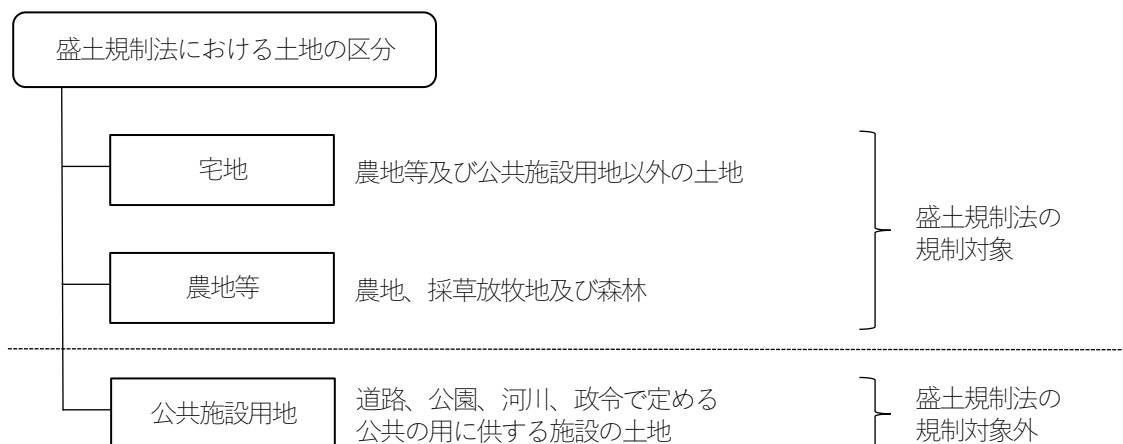 盛土規制法における土地の区分
宅地
農地等及び公共施設用地以外の土地
盛土規制法の
規制対象
農地等
農地、採草放牧地及び森林
公共施設用地
道路、公園、河川、政令で定める
公共の用に供する施設の土地
盛土規制法の
規制対象外